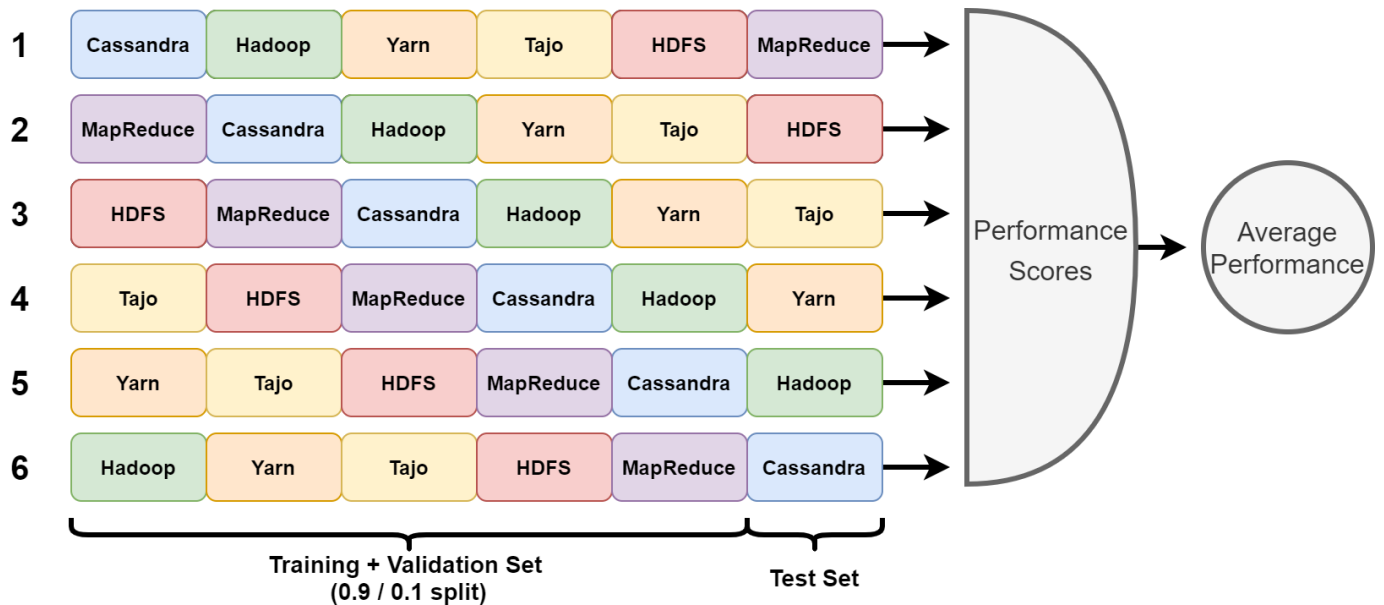 1 Cassandra Hadoop Yarn Tajo HDFS MapReduce
2 MapReduce Cassandra Hadoop Yarn Tajo HDFS
3 HDFS MapReduce Cassandra Hadoop Yarn Tajo
4 Tajo HDFS MapReduce Cassandra Hadoop Yarn
5 Yarn Tajo HDFS MapReduce Cassandra Hadoop
6 Hadoop Yarn Tajo HDFS MapReduce Cassandra
Training + Validation Set
(0.9 / 0.1 split)
Test Set
Performance
Scores
Average
Performance